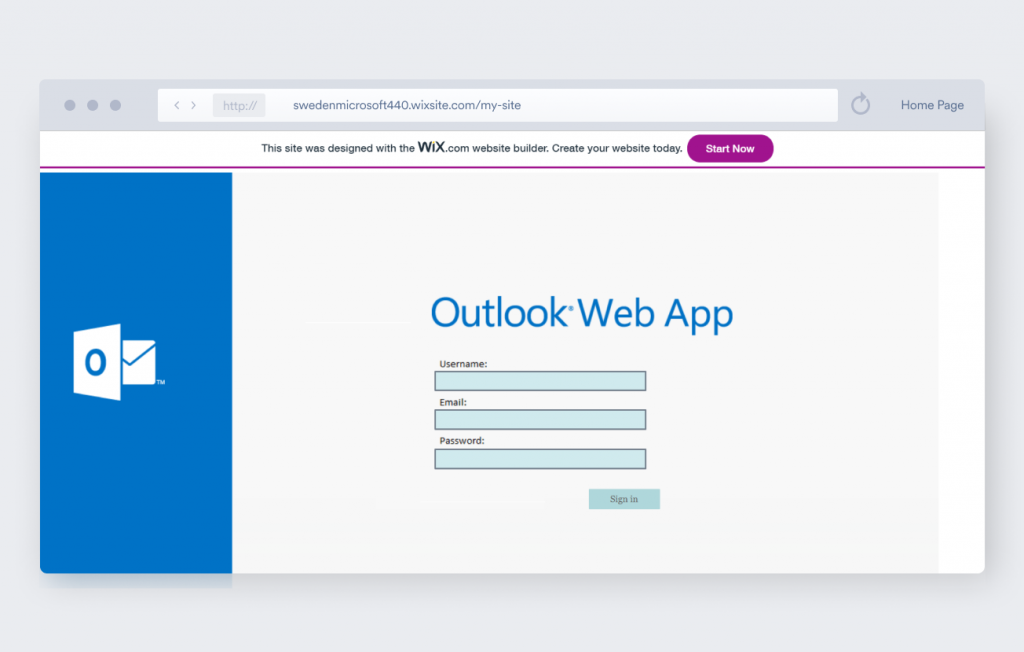 http://
swedenmicrosoft440.wixsite.com/my-site
Home Page
This site was designed with the WiX.com website builder. Create your website today.
Start Now
Outlook® Web App
O
TM
Username:
Email:
Password:
Sign in